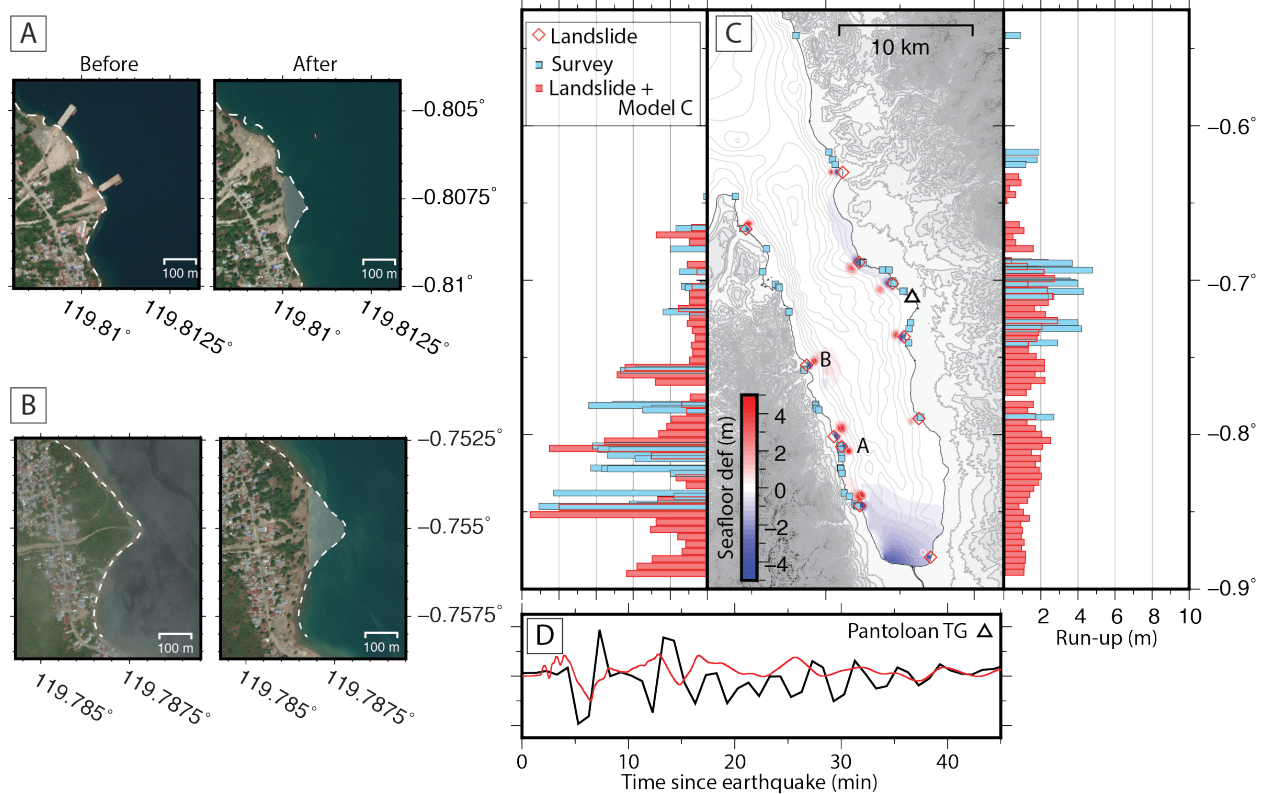 A
Before
After
100 m
100 m
−0.805°
−0.8075°
−0.81°
119.81°
119.8125°
119.81°
119.8125°
B
100 m
100 m
−0.7525°
−0.755°
−0.7575°
119.785°
119.7875°
119.785°
119.7875°
Landslide
Survey
Landslide +
Model C
C
10 km
B
A
Seafloor def (m)
4
2
0
−2
−4
−0.6°
−0.7°
−0.8°
−0.9°
2 4 6 8 10
Run-up (m)
D
Pantoloan TG
0 10 20 30 40
Time since earthquake (min)